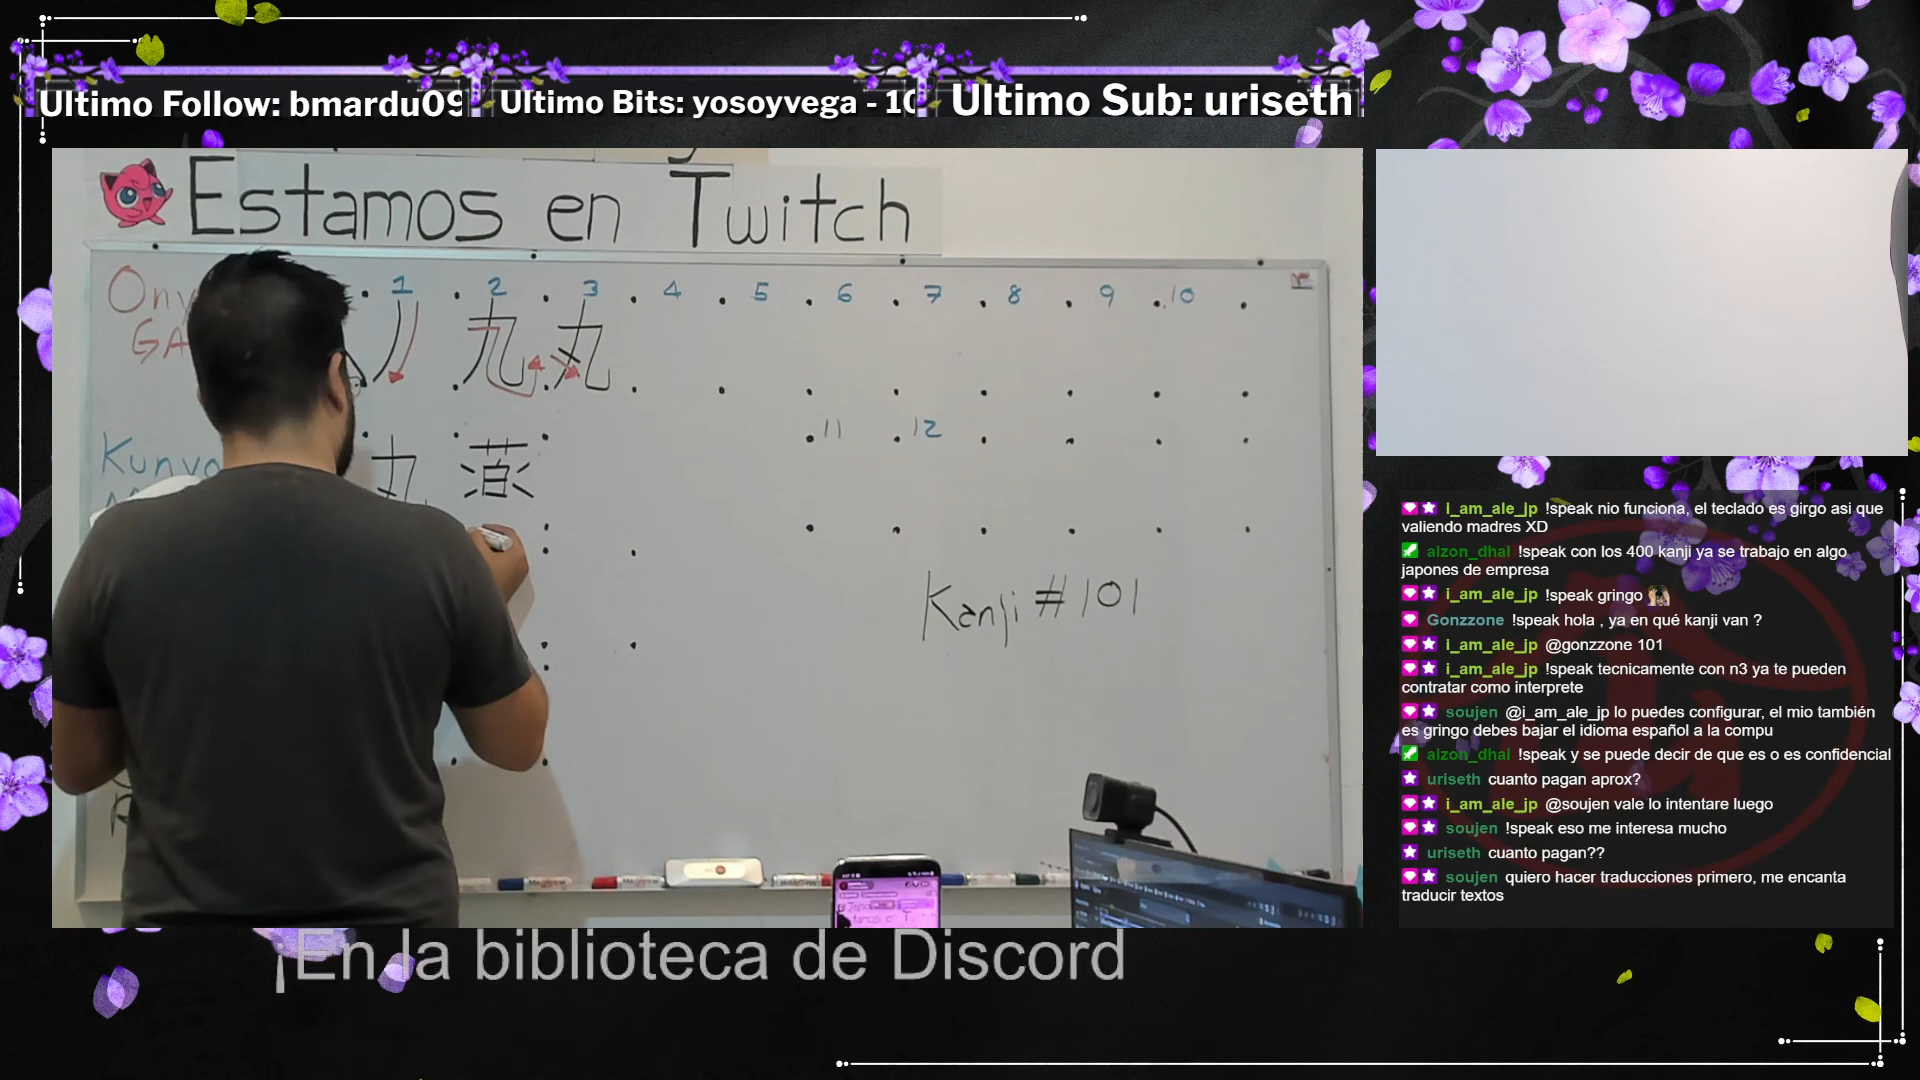 Ultimo Follow: bmardu09
Ultimo Bits: yosoyvega - 10
Ultimo Sub: uriseth
Estamos en Twitch
1 2 3 4 5 6 7 8 9 10
丿 九 丸
11 12
丸
Kanji #101
i_am_ale_jp !speak nio funciona, el teclado es girgo asi que
valiendo madres XD
alzon_dhal !speak con los 400 kanji ya se trabajo en algo
japones de empresa
i_am_ale_jp !speak gringo
Gonzzone !speak hola , ya en qué kanji van ?
i_am_ale_jp @gonzzone 101
i_am_ale_jp !speak tecnicamente con n3 ya te pueden
contratar como interprete
soujen @i_am_ale_jp lo puedes configurar, el mio también
es gringo debes bajar el idioma español a la compu
alzon_dhal !speak y se puede decir de que es o es confidencial
uriseth cuanto pagan aprox?
i_am_ale_jp @soujen vale lo intentare luego
soujen !speak eso me interesa mucho
uriseth cuanto pagan??
soujen quiero hacer traducciones primero, me encanta
traducir textos
¡En la biblioteca de Discord